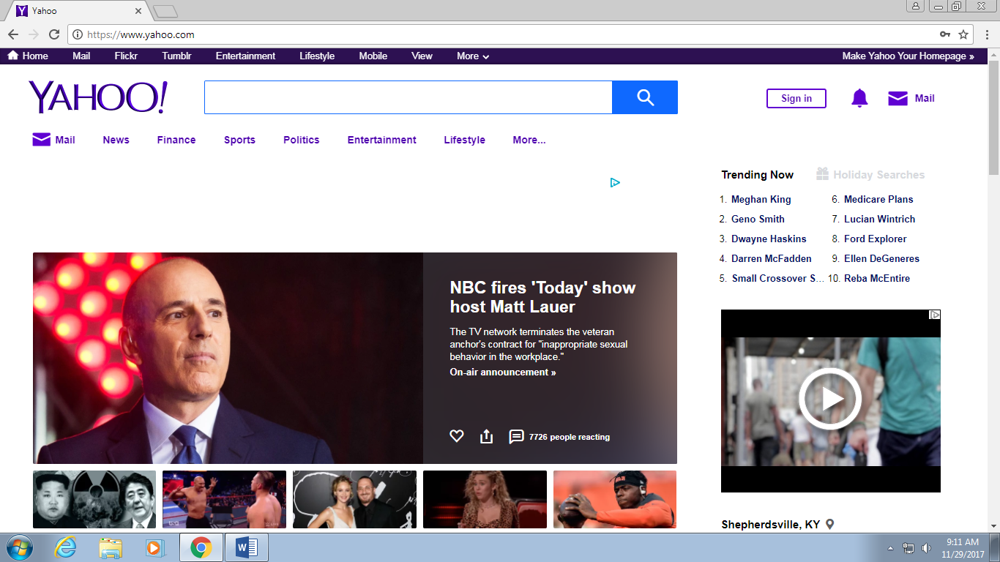 Yahoo
https://www.yahoo.com
Home Mail Flickr Tumblr Entertainment Lifestyle Mobile View More Make Yahoo Your Homepage »
YAHOO!
Sign in Mail
Mail News Finance Sports Politics Entertainment Lifestyle More...
Trending Now Holiday Searches
1. Meghan King 6. Medicare Plans
2. Geno Smith 7. Lucian Wintrich
3. Dwayne Haskins 8. Ford Explorer
4. Darren McFadden 9. Ellen DeGeneres
5. Small Crossover S... 10. Reba McEntire
NBC fires 'Today' show
host Matt Lauer
The TV network terminates the veteran
anchor's contract for "inappropriate sexual
behavior in the workplace."
On-air announcement »
7726 people reacting
Shepherdsville, KY
9:11 AM
11/29/2017